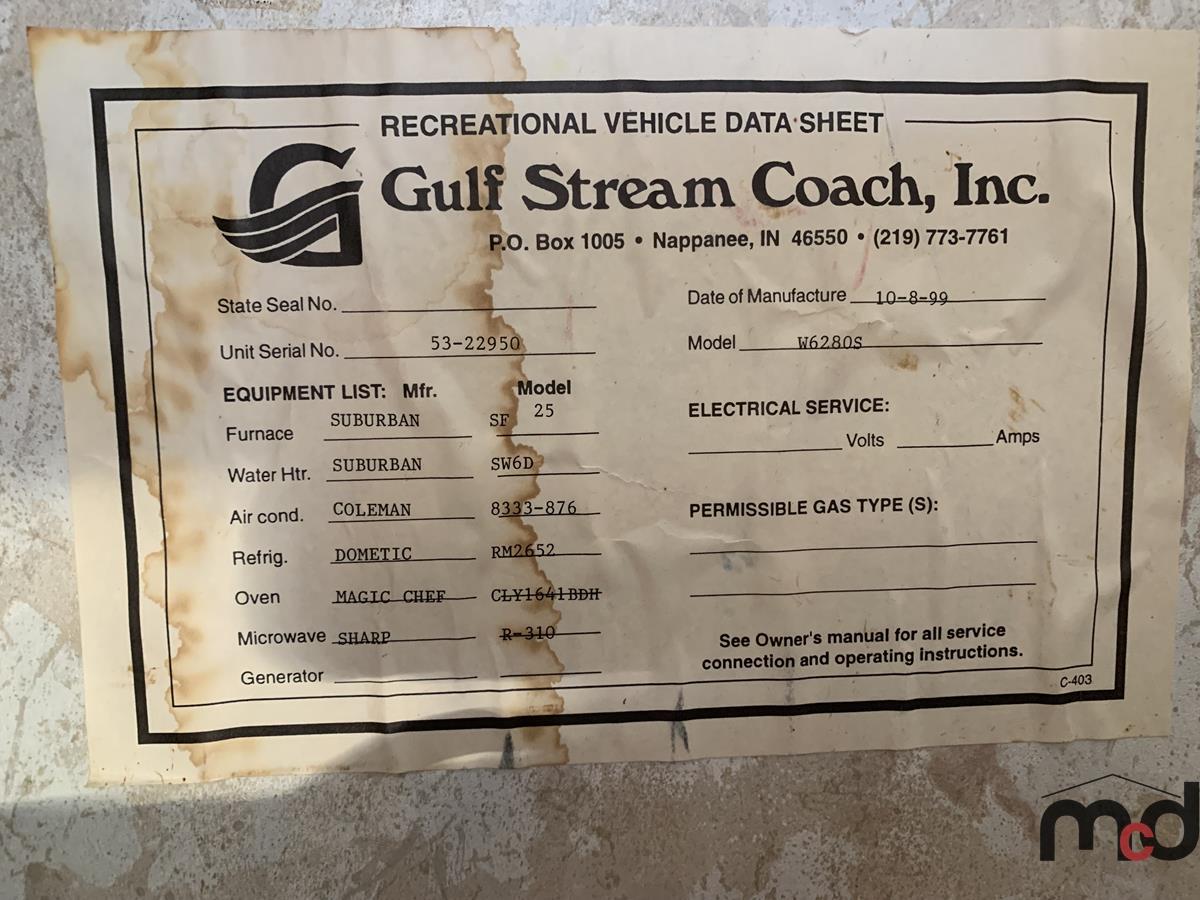 RECREATIONAL VEHICLE DATA SHEET
Gulf Stream Coach, Inc.
P.O. Box 1005 • Nappanee, IN 46550 • (219) 773-7761
State Seal No.
Date of Manufacture 10-8-99
Unit Serial No. 53-22950
Model W6280S
EQUIPMENT LIST: Mfr. Model
Furnace SUBURBAN SF 25
Water Htr. SUBURBAN SW6D
Air cond. COLEMAN 8333-876
Refrig. DOMETIC RM2652
Oven MAGIC CHEF CLY1641BDH
Microwave SHARP R-310
Generator
ELECTRICAL SERVICE:
Volts Amps
PERMISSIBLE GAS TYPE (S):
See Owner's manual for all service
connection and operating instructions.
C-403
mcd